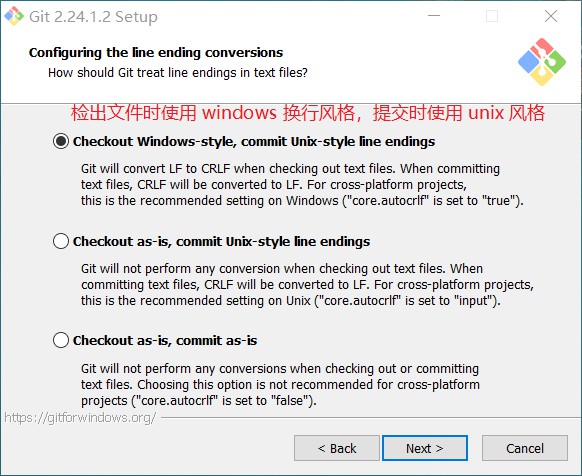 Git 2.24.1.2 Setup
Configuring the line ending conversions
How should Git treat line endings in text files?
检出文件时使用 windows 换行风格，提交时使用 unix 风格
Checkout Windows-style, commit Unix-style line endings
Git will convert LF to CRLF when checking out text files. When committing
text files, CRLF will be converted to LF. For cross-platform projects,
this is the recommended setting on Windows ("core.autocrlf" is set to "true").
Checkout as-is, commit Unix-style line endings
Git will not perform any conversion when checking out text files. When
committing text files, CRLF will be converted to LF. For cross-platform projects,
this is the recommended setting on Unix ("core.autocrlf" is set to "input").
Checkout as-is, commit as-is
Git will not perform any conversions when checking out or committing
text files. Choosing this option is not recommended for cross-platform
projects ("core.autocrlf" is set to "false").
https://gitforwindows.org/
< Back
Next >
Cancel